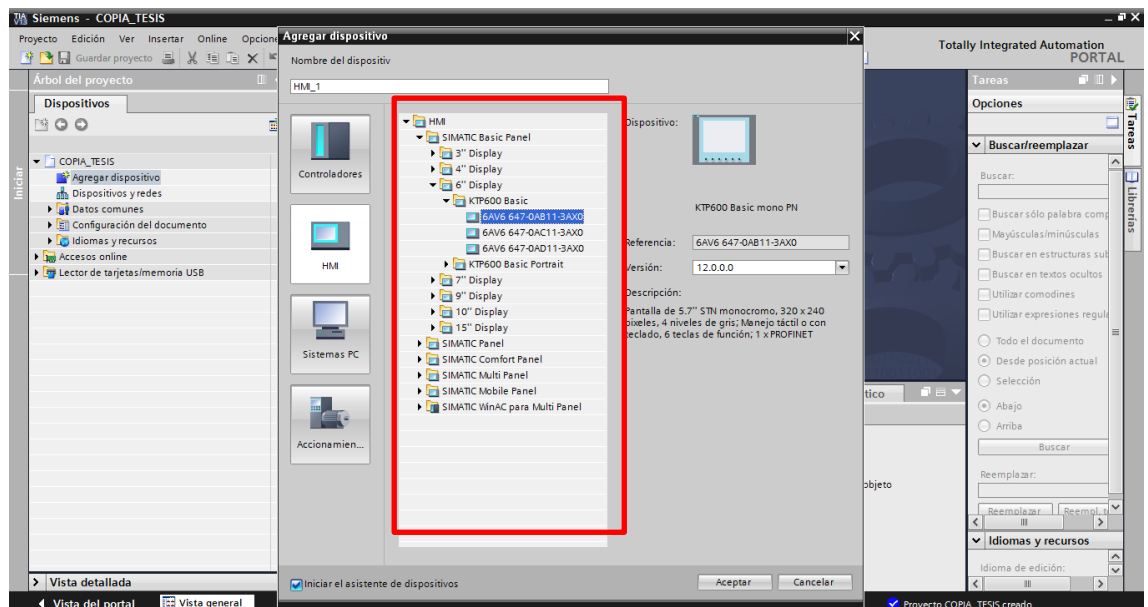 Siemens - COPIA_TESIS
Proyecto Edición Ver Insertar Online Opcione
Guardar proyecto
Totally Integrated Automation
PORTAL
Árbol del proyecto
Dispositivos
Iniciar
COPIA_TESIS
Agregar dispositivo
Dispositivos y redes
Datos comunes
Configuración del documento
Idiomas y recursos
Accesos online
Lector de tarjetas/memoria USB
Vista detallada
Vista del portal
Vista general
Agregar dispositivo
Nombre del dispositiv
HMI_1
Controladores
HMI
Sistemas PC
Accionamien...
HMI
SIMATIC Basic Panel
3'' Display
4'' Display
6'' Display
KTP600 Basic
6AV6 647-0AB11-3AX0
6AV6 647-0AC11-3AX0
6AV6 647-0AD11-3AX0
KTP600 Basic Portrait
7'' Display
9'' Display
10'' Display
15'' Display
SIMATIC Panel
SIMATIC Comfort Panel
SIMATIC Multi Panel
SIMATIC Mobile Panel
SIMATIC WinAC para Multi Panel
Dispositivo:
KTP600 Basic mono PN
Referencia:
6AV6 647-0AB11-3AX0
Versión:
12.0.0.0
Descripción:
Pantalla de 5.7'' STN monocromo, 320 x 240
píxeles, 4 niveles de gris; Manejo táctil o con
teclado, 6 teclas de función; 1 x PROFINET
Iniciar el asistente de dispositivos
Aceptar
Cancelar
tico
objeto
Tareas
Opciones
Buscar/reemplazar
Buscar:
Buscar sólo palabra comp
Mayúsculas/minúsculas
Buscar en estructuras sub
Buscar en textos ocultos
Utilizar comodines
Utilizar expresiones regula
Todo el documento
Desde posición actual
Selección
Abajo
Arriba
Buscar
Reemplazar:
Reemplazar
Reempl. t
Idiomas y recursos
Idioma de edición:
Tareas
Librerías
Proyecto COPIA_TESIS creado.